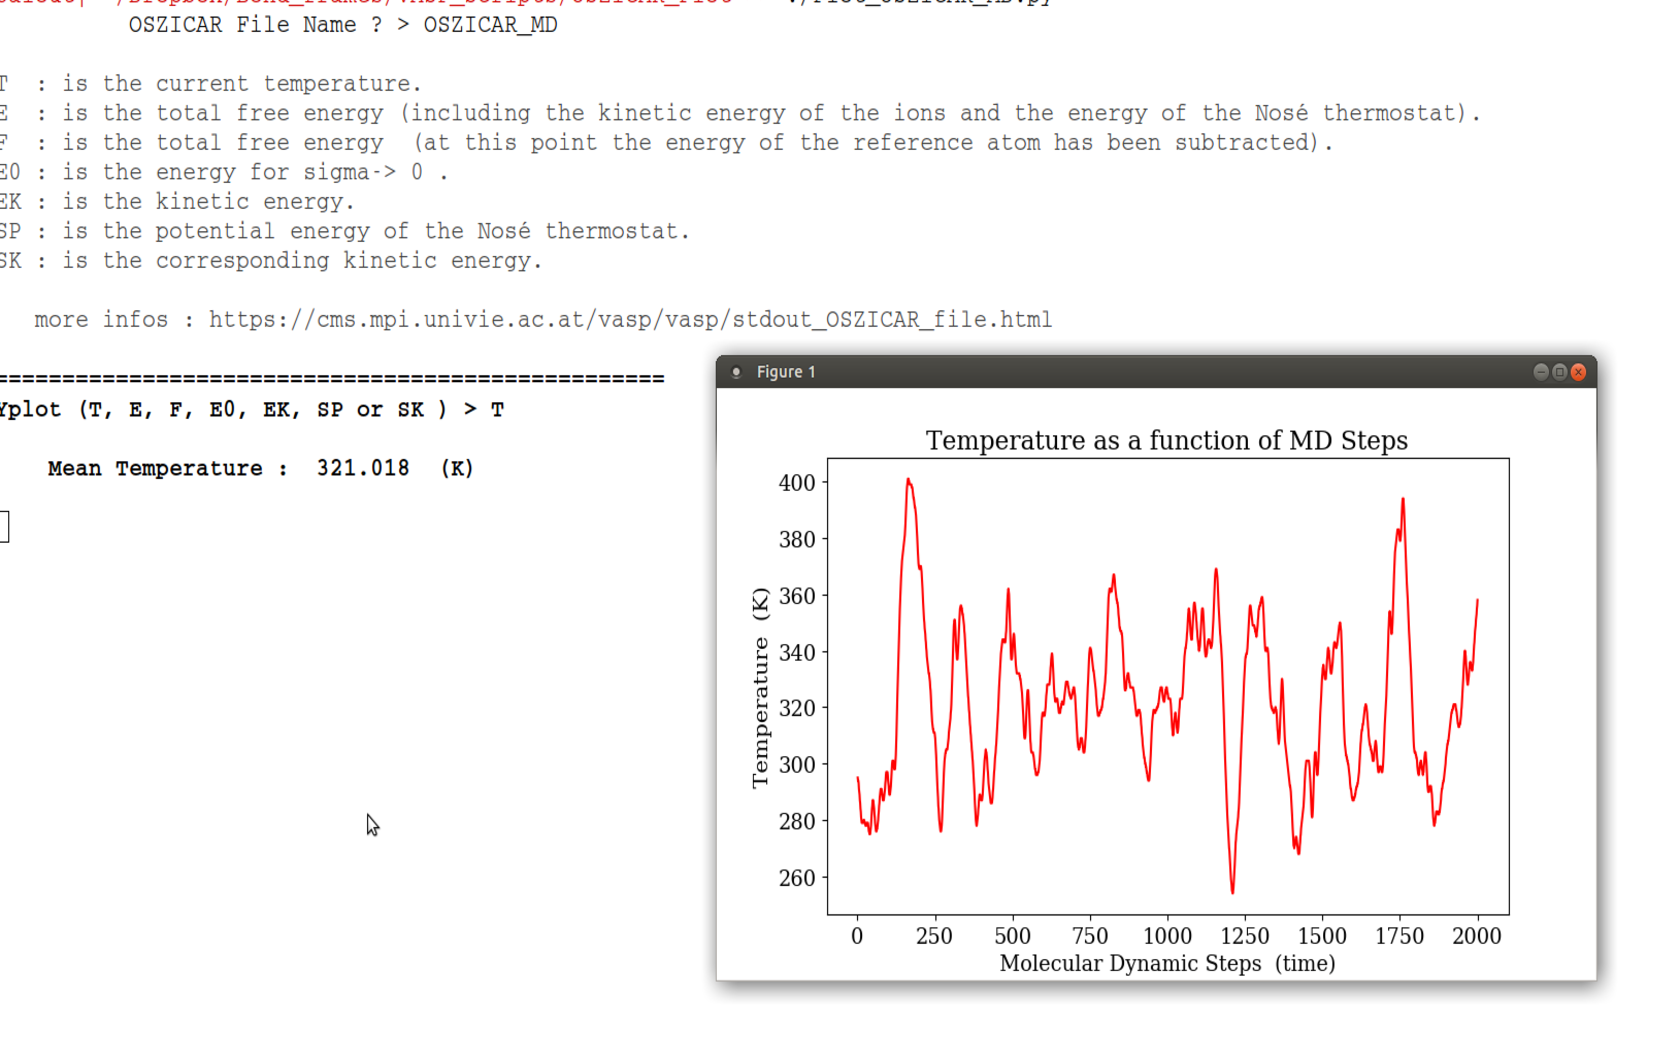 OSZICAR File Name ? > OSZICAR_MD
T : is the current temperature.
E : is the total free energy (including the kinetic energy of the ions and the energy of the Nosé thermostat).
F : is the total free energy (at this point the energy of the reference atom has been subtracted).
E0 : is the energy for sigma-> 0 .
EK : is the kinetic energy.
SP : is the potential energy of the Nosé thermostat.
SK : is the corresponding kinetic energy.
more infos : https://cms.mpi.univie.ac.at/vasp/vasp/stdout_OSZICAR_file.html
==================================================
Yplot (T, E, F, E0, EK, SP or SK ) > T
Mean Temperature : 321.018 (K)
Figure 1
Temperature as a function of MD Steps
400
380
360
340
320
300
280
260
Temperature (K)
0 250 500 750 1000 1250 1500 1750 2000
Molecular Dynamic Steps (time)